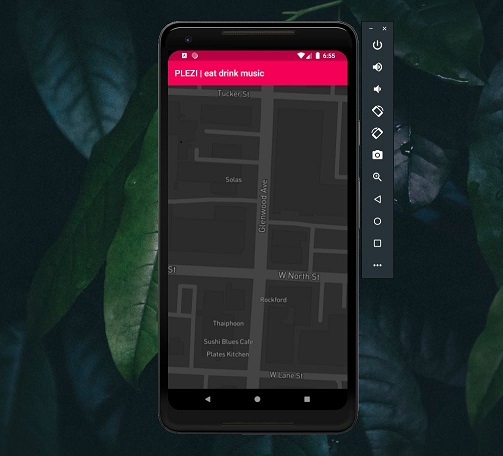 6:55
PLEZI | eat drink music
Tucker St
Solas
Glenwood Ave
St
W North St
Rockford
Thaiphoon
Sushi Blues Cafe
Plates Kitchen
W Lane St